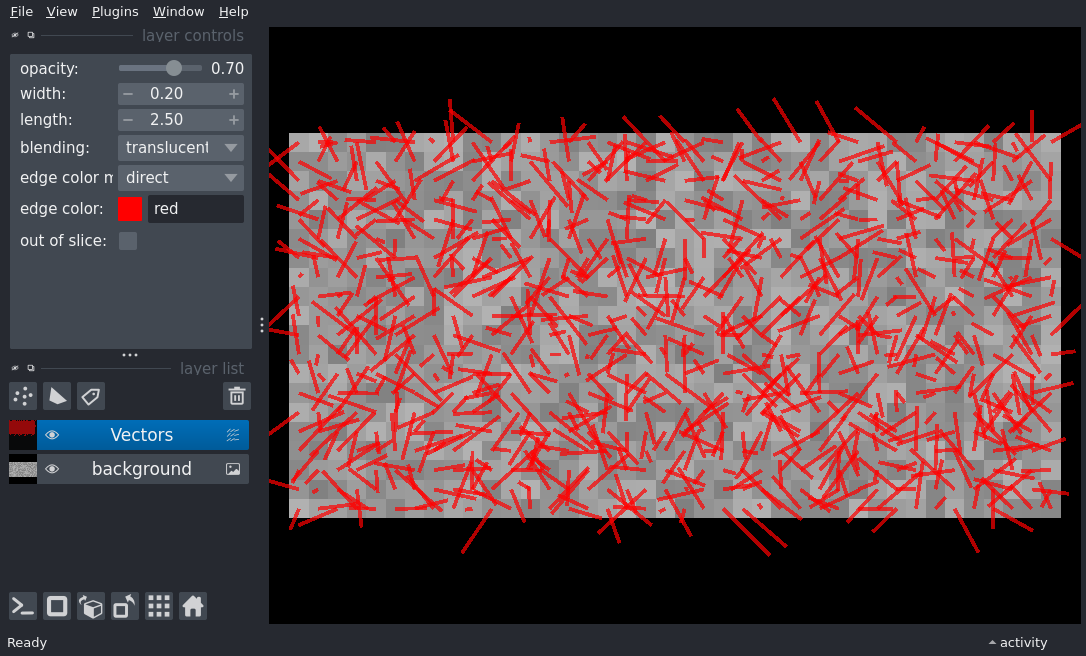 File View Plugins Window Help
layer controls
opacity: 0.70
width: − 0.20 +
length: − 2.50 +
blending: translucent
edge color m direct
edge color: red
out of slice:
layer list
Vectors
background
Ready
activity